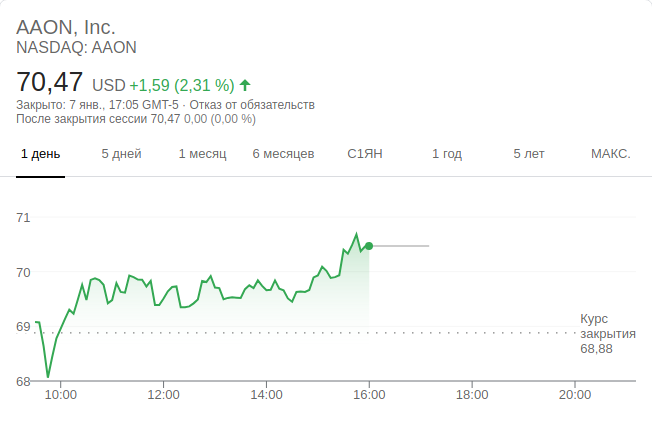 AAON, Inc.
NASDAQ: AAON
70,47 USD +1,59 (2,31 %)
Закрыто: 7 янв., 17:05 GMT-5 · Отказ от обязательств
После закрытия сессии 70,47 0,00 (0,00 %)
1 день 5 дней 1 месяц 6 месяцев С1ЯН 1 год 5 лет МАКС.
71
70
69
Курс
закрытия
68,88
68
10:00 12:00 14:00 16:00 18:00 20:00